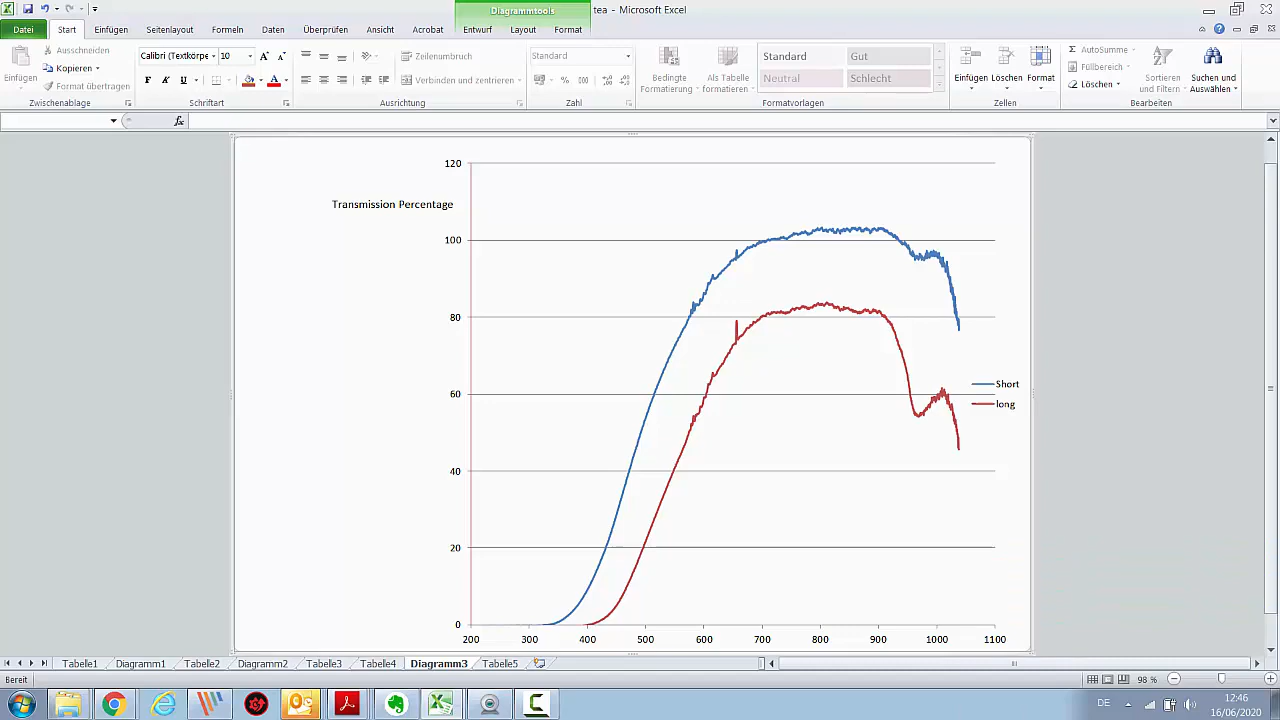 Diagrammtools
tea - Microsoft Excel
Datei Start Einfügen Seitenlayout Formeln Daten Überprüfen Ansicht Acrobat Entwurf Layout Format
Ausschneiden
Kopieren
Format übertragen
Einfügen
Zwischenablage
Calibri (Textkörpe 10
F K U
Schriftart
Zeilenumbruch
Verbinden und zentrieren
Ausrichtung
Standard
Zahl
Bedingte Formatierung
Als Tabelle formatieren
Standard Gut
Neutral Schlecht
Formatvorlagen
Einfügen Löschen Format
Zellen
AutoSumme
Füllbereich
Löschen
Sortieren und Filtern
Suchen und Auswählen
Bearbeiten
Transmission Percentage
120
100
80
60
40
20
0
200 300 400 500 600 700 800 900 1000 1100
Short
long
Tabelle1 Diagramm1 Tabelle2 Diagramm2 Tabelle3 Tabelle4 Diagramm3 Tabelle5
Bereit
98 %
DE
12:46
16/06/2020